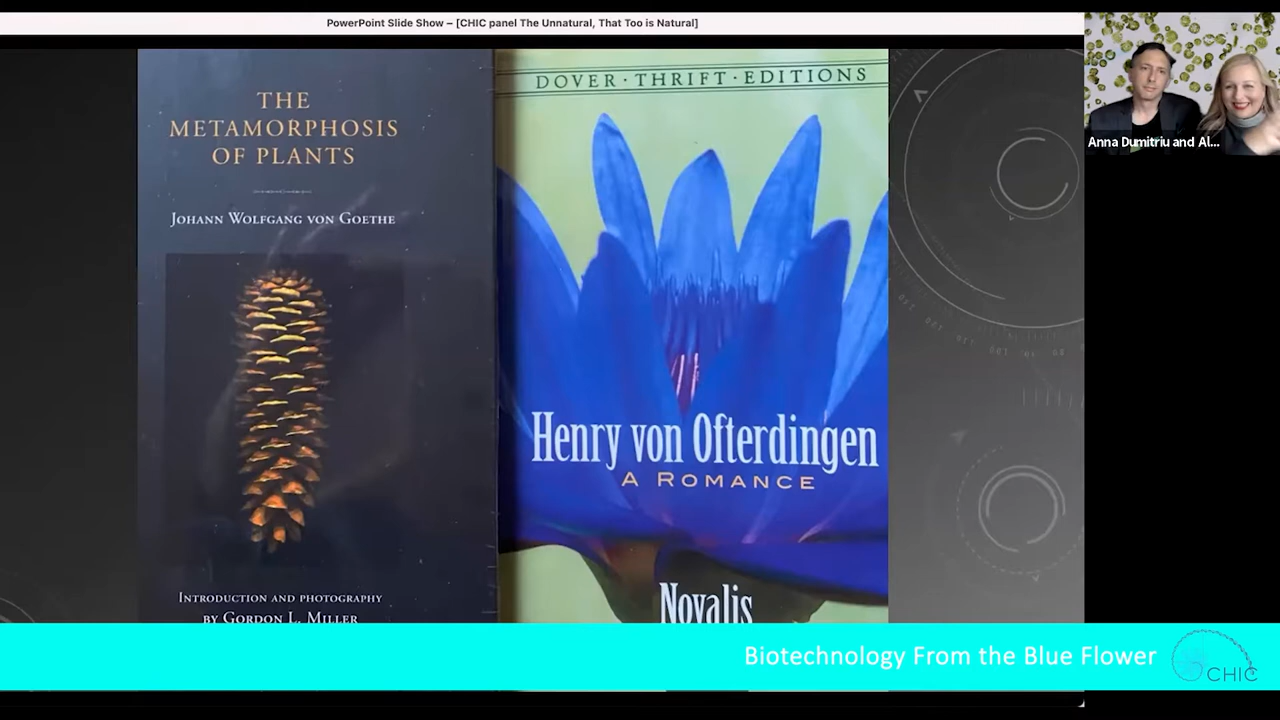 PowerPoint Slide Show – [CHIC panel The Unnatural, That Too is Natural]
THE
METAMORPHOSIS
OF PLANTS
JOHANN WOLFGANG VON GOETHE
INTRODUCTION AND PHOTOGRAPHY
BY GORDON L. MILLER
DOVER · THRIFT · EDITIONS
Henry von Ofterdingen
A ROMANCE
Novalis
Anna Dumitriu and Al...
Biotechnology From the Blue Flower
CHIC